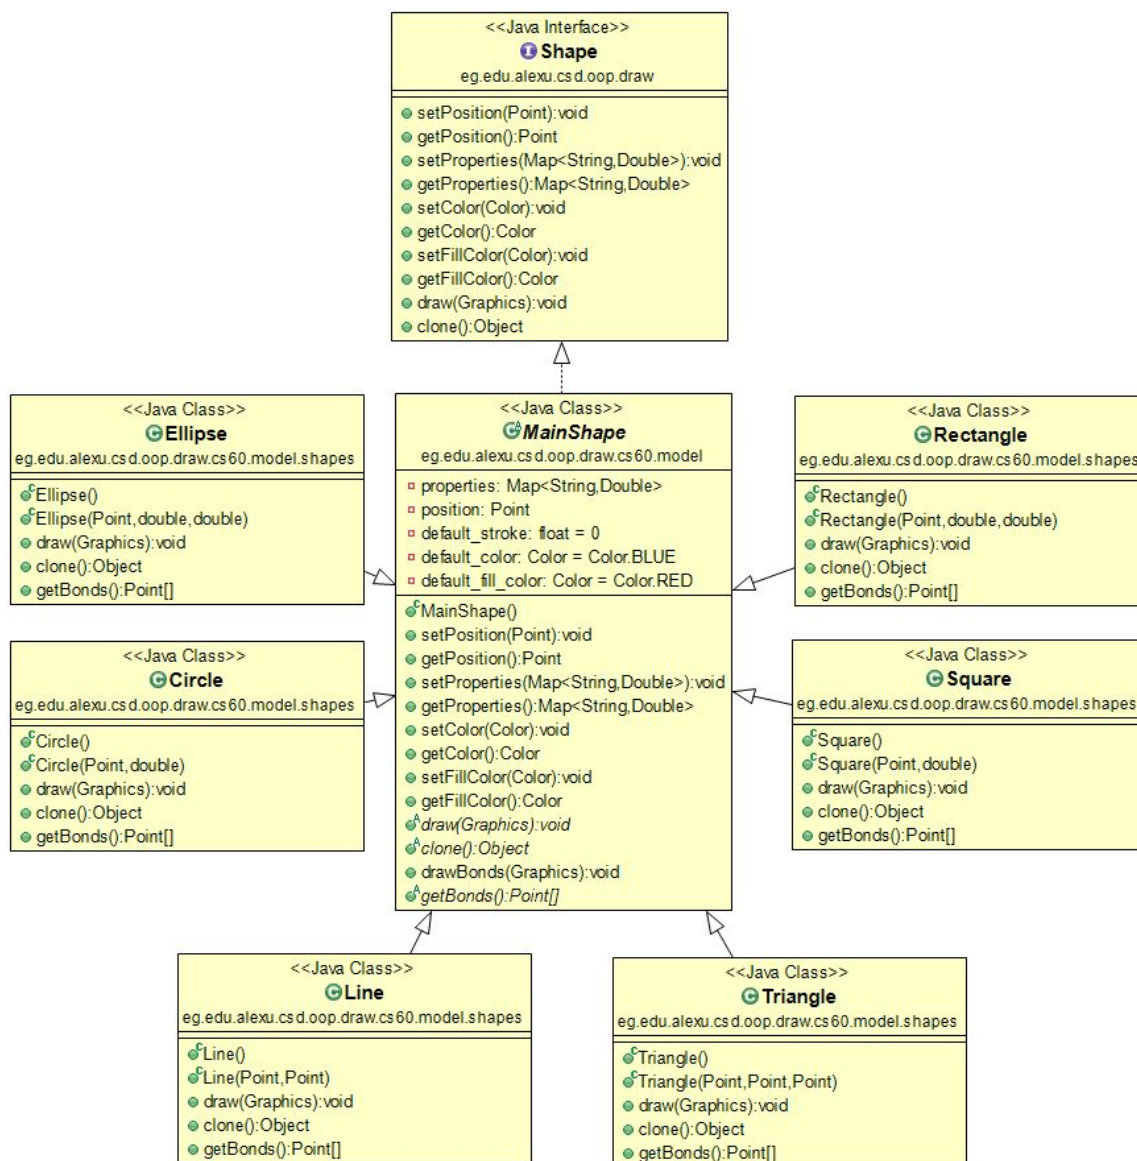 <<Java Interface>>
Shape
eg.edu.alexu.csd.oop.draw
setPosition(Point):void
getPosition():Point
setProperties(Map<String,Double>):void
getProperties():Map<String,Double>
setColor(Color):void
getColor():Color
setFillColor(Color):void
getFillColor():Color
draw(Graphics):void
clone():Object
<<Java Class>>
Ellipse
eg.edu.alexu.csd.oop.draw.cs60.model.shapes
Ellipse()
Ellipse(Point,double,double)
draw(Graphics):void
clone():Object
getBonds():Point[]
<<Java Class>>
MainShape
eg.edu.alexu.csd.oop.draw.cs60.model
properties: Map<String,Double>
position: Point
default_stroke: float = 0
default_color: Color = Color.BLUE
default_fill_color: Color = Color.RED
MainShape()
setPosition(Point):void
getPosition():Point
setProperties(Map<String,Double>):void
getProperties():Map<String,Double>
setColor(Color):void
getColor():Color
setFillColor(Color):void
getFillColor():Color
draw(Graphics):void
clone():Object
drawBonds(Graphics):void
getBonds():Point[]
<<Java Class>>
Rectangle
eg.edu.alexu.csd.oop.draw.cs60.model.shapes
Rectangle()
Rectangle(Point,double,double)
draw(Graphics):void
clone():Object
getBonds():Point[]
<<Java Class>>
Circle
eg.edu.alexu.csd.oop.draw.cs60.model.shapes
Circle()
Circle(Point,double)
draw(Graphics):void
clone():Object
getBonds():Point[]
<<Java Class>>
Square
eg.edu.alexu.csd.oop.draw.cs60.model.shapes
Square()
Square(Point,double)
draw(Graphics):void
clone():Object
getBonds():Point[]
<<Java Class>>
Line
eg.edu.alexu.csd.oop.draw.cs60.model.shapes
Line()
Line(Point,Point)
draw(Graphics):void
clone():Object
getBonds():Point[]
<<Java Class>>
Triangle
eg.edu.alexu.csd.oop.draw.cs60.model.shapes
Triangle()
Triangle(Point,Point,Point)
draw(Graphics):void
clone():Object
getBonds():Point[]